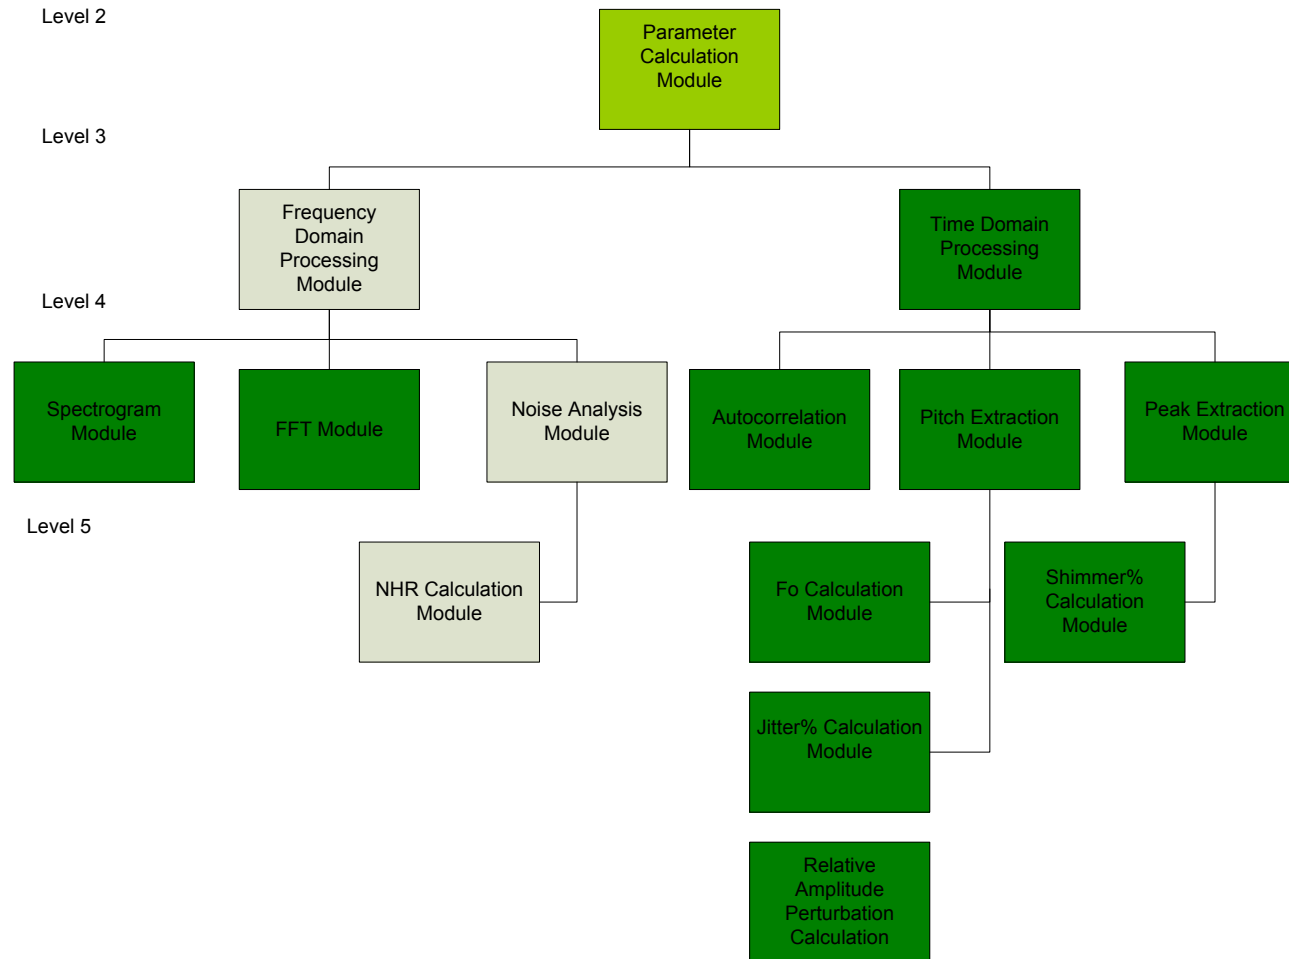 Level 2
Parameter
Calculation
Module
Level 3
Frequency
Domain
Processing
Module
Time Domain
Processing
Module
Level 4
Spectrogram
Module
FFT Module
Noise Analysis
Module
Autocorrelation
Module
Pitch Extraction
Module
Peak Extraction
Module
Level 5
NHR Calculation
Module
Fo Calculation
Module
Shimmer%
Calculation
Module
Jitter% Calculation
Module
Relative
Amplitude
Perturbation
Calculation